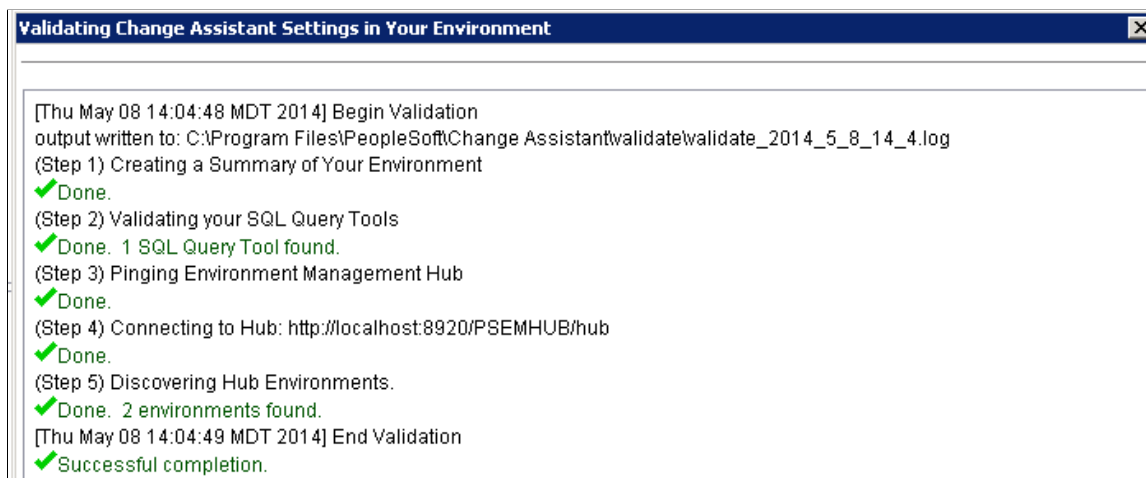 Validating Change Assistant Settings in Your Environment
[Thu May 08 14:04:48 MDT 2014] Begin Validation
output written to: C:\Program Files\PeopleSoft\Change Assistant\validate\validate_2014_5_8_14_4.log
(Step 1) Creating a Summary of Your Environment
Done.
(Step 2) Validating your SQL Query Tools
Done. 1 SQL Query Tool found.
(Step 3) Pinging Environment Management Hub
Done.
(Step 4) Connecting to Hub: http://localhost:8920/PSEMHUB/hub
Done.
(Step 5) Discovering Hub Environments.
Done. 2 environments found.
[Thu May 08 14:04:49 MDT 2014] End Validation
Successful completion.